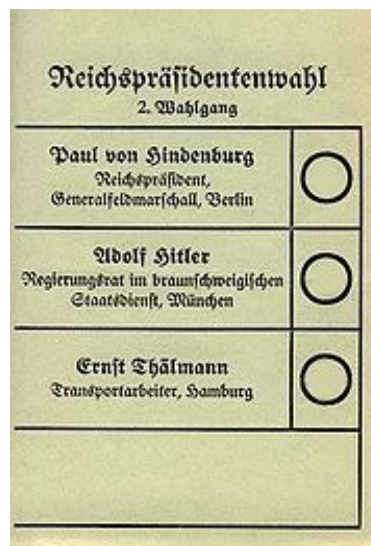 Reichspräsidentenwahl
2. Wahlgang
Paul von Hindenburg
Reichspräsident,
Generalfeldmarschall, Berlin
Adolf Hitler
Regierungsrat im braunschweigischen
Staatsdienst, München
Ernst Thälmann
Transportarbeiter, Hamburg